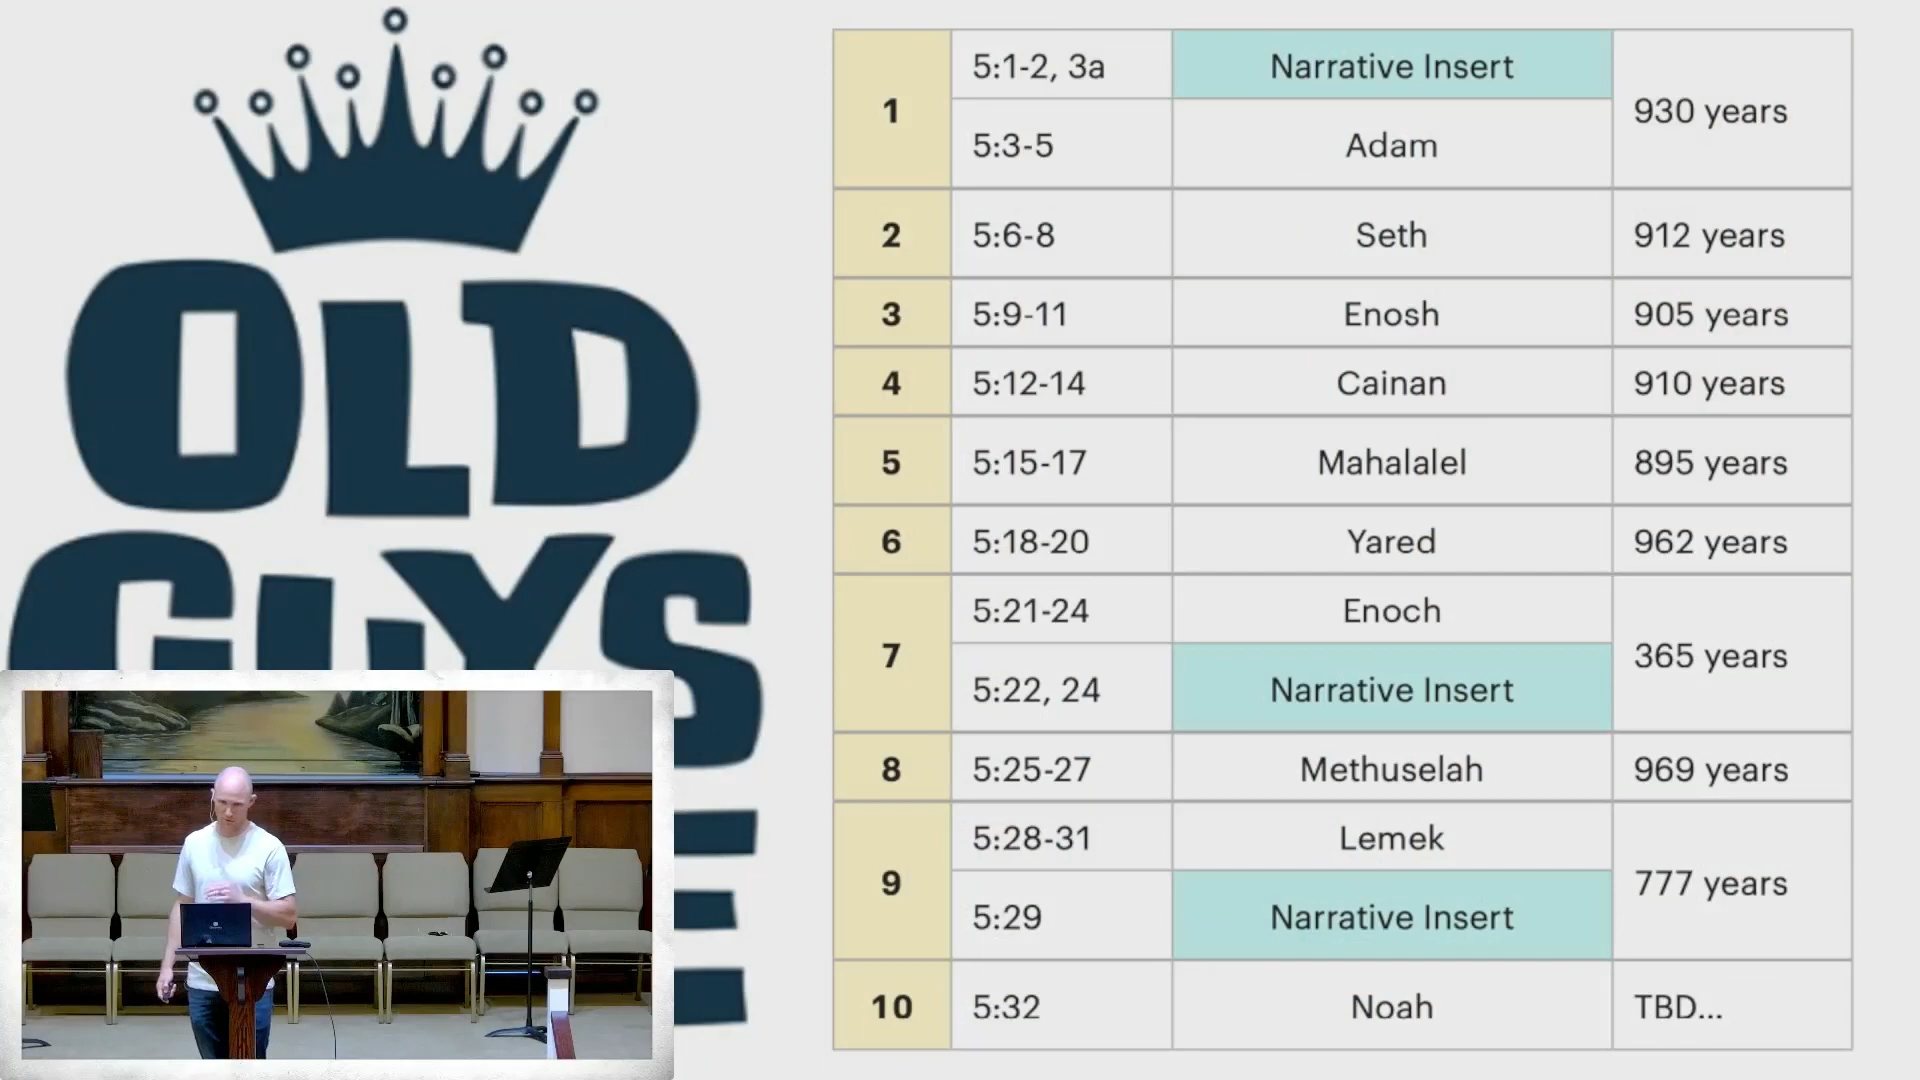 OLD
GUYS
1
5:1-2, 3a
Narrative Insert
930 years
5:3-5
Adam
2
5:6-8
Seth
912 years
3
5:9-11
Enosh
905 years
4
5:12-14
Cainan
910 years
5
5:15-17
Mahalalel
895 years
6
5:18-20
Yared
962 years
7
5:21-24
Enoch
365 years
5:22, 24
Narrative Insert
8
5:25-27
Methuselah
969 years
9
5:28-31
Lemek
777 years
5:29
Narrative Insert
10
5:32
Noah
TBD...